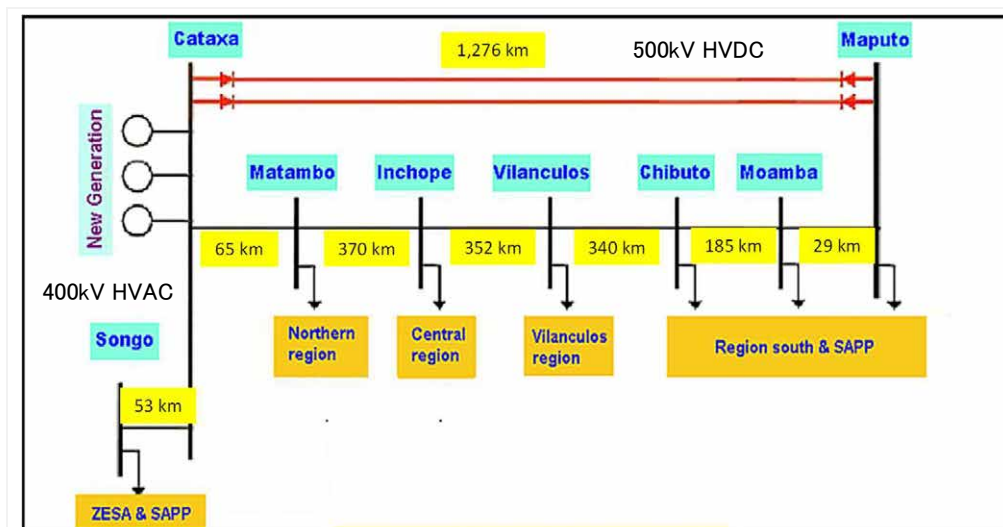 Cataxa
1,276 km
500kV HVDC
Maputo
New Generation
Matambo
Inchope
Vilanculos
Chibuto
Moamba
65 km
370 km
352 km
340 km
185 km
29 km
400kV HVAC
Songo
Northern
region
Central
region
Vilanculos
region
Region south & SAPP
53 km
ZESA & SAPP